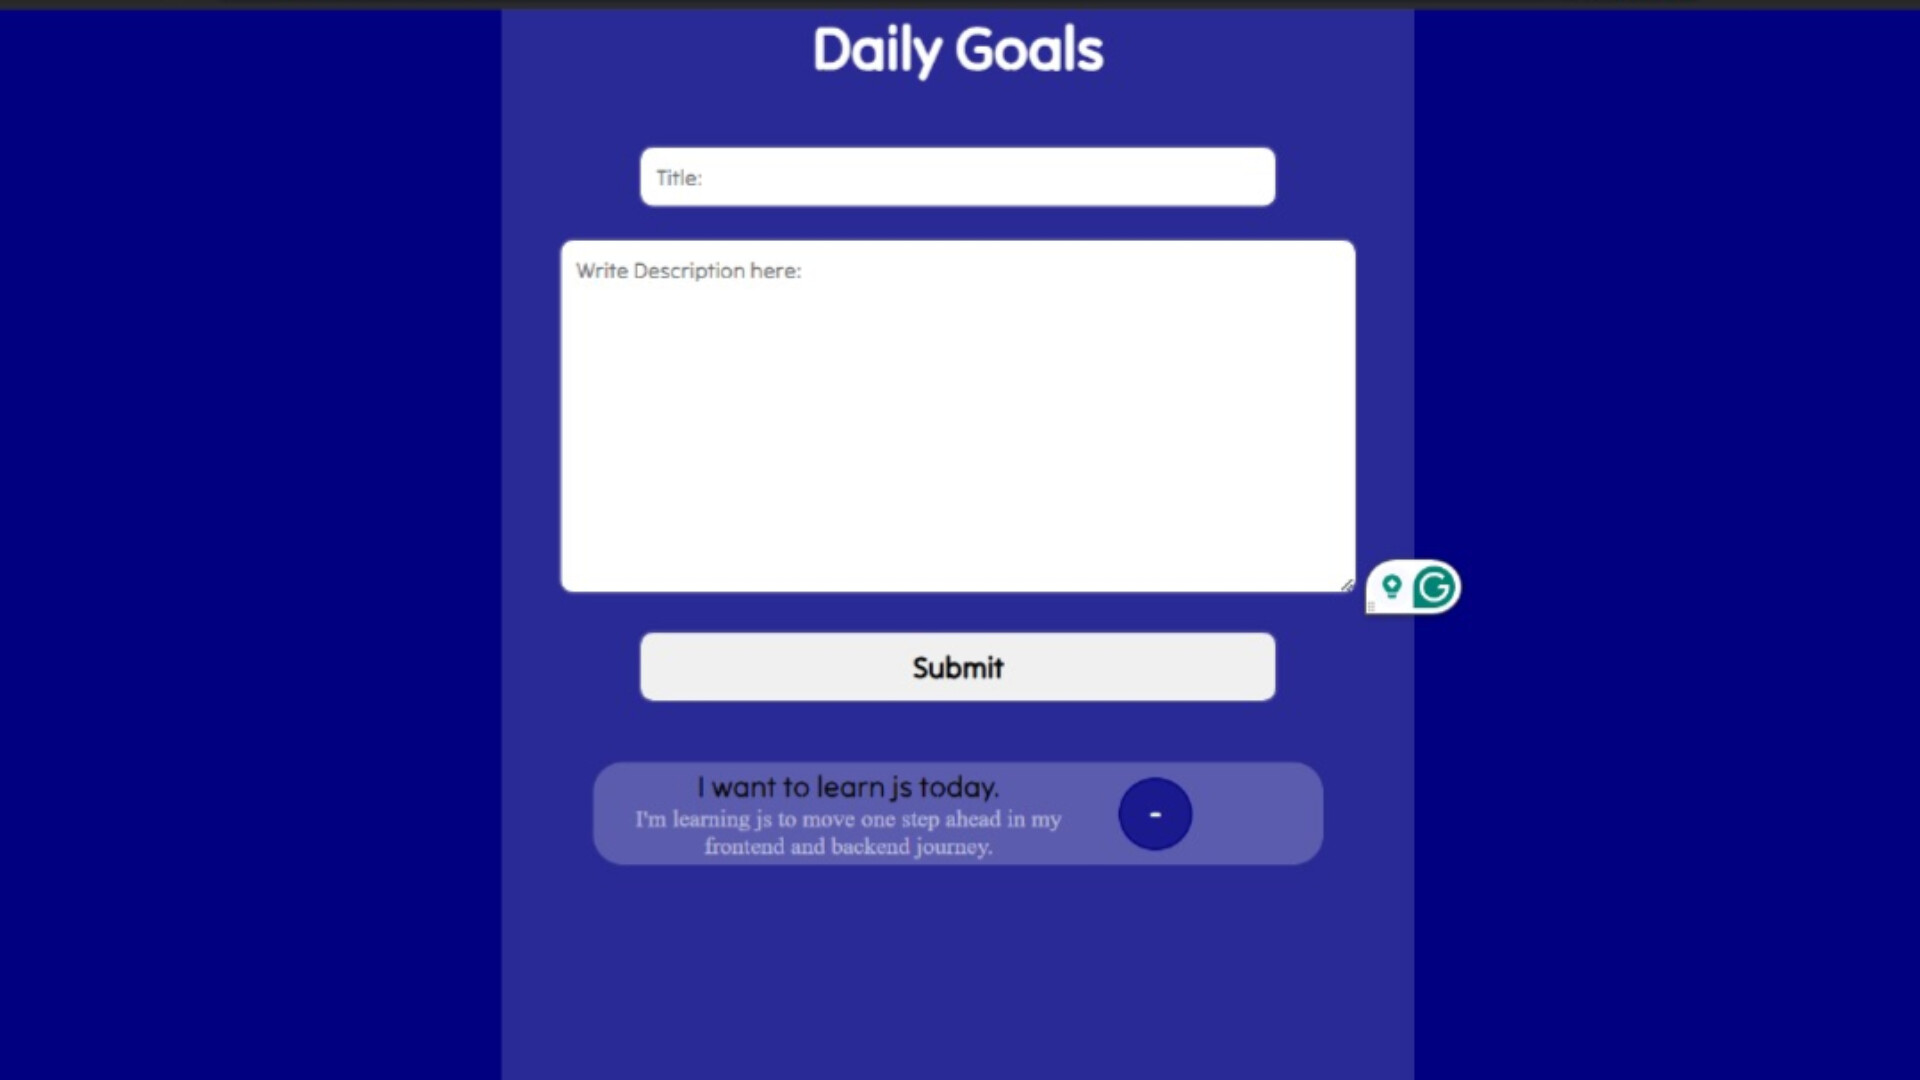 Daily Goals
Title:
Write Description here:
Submit
I want to learn js today.
I'm learning js to move one step ahead in my
frontend and backend journey.
-